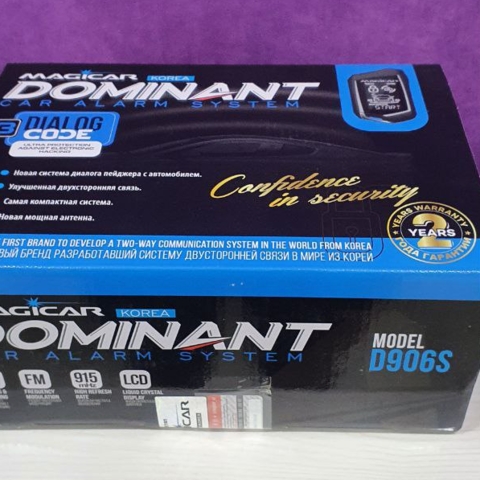 MAGICAR KOREA
DOMINANT
CAR ALARM SYSTEM
DIALOG
CODE
ULTRA PROTECTION
AGAINST ELECTRONIC
HACKING
Новая система диалога пейджера с автомобилем.
Улучшенная двухсторонняя связь.
Самая компактная система.
Новая мощная антенна.
Confidence
in security
2 YEARS WARRANTY
2
YEARS
2 ГОДА ГАРАНТИИ
FIRST BRAND TO DEVELOP A TWO-WAY COMMUNICATION SYSTEM IN THE WORLD FROM KOREA
БРЕНД РАЗРАБОТАВШИЙ СИСТЕМУ ДВУСТОРОННЕЙ СВЯЗИ В МИРЕ ИЗ КОРЕИ
MAGICAR KOREA
DOMINANT
CAR ALARM SYSTEM
MODEL
D906S
FM
915
mHz
LCD
FREQUENCY
MODULATION
HIGH REFRESH
RATE
LIQUID CRYSTAL
DISPLAY